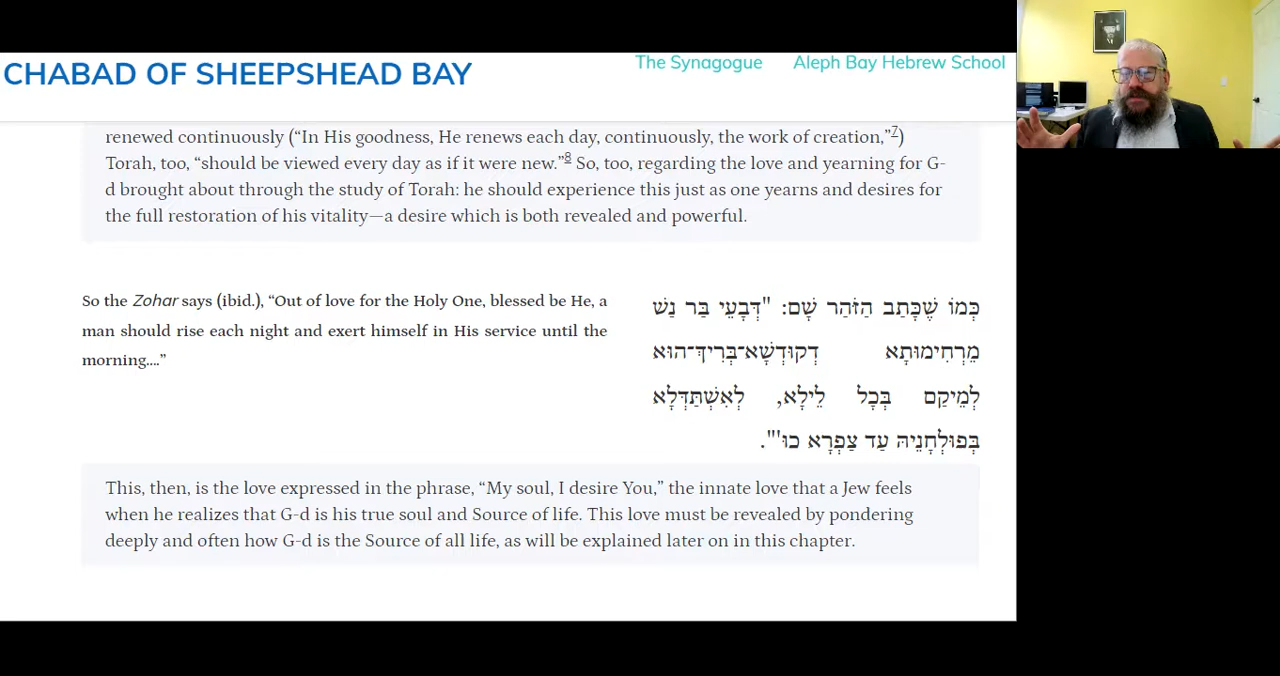 CHABAD OF SHEEPSHEAD BAY
The Synagogue Aleph Bay Hebrew School
renewed continuously (“In His goodness, He renews each day, continuously, the work of creation,”7)
Torah, too, “should be viewed every day as if it were new.”8 So, too, regarding the love and yearning for G-
d brought about through the study of Torah: he should experience this just as one yearns and desires for
the full restoration of his vitality—a desire which is both revealed and powerful.
So the Zohar says (ibid.), “Out of love for the Holy One, blessed be He, a
man should rise each night and exert himself in His service until the
morning....”
כְּמוֹ שֶׁכָּתַב הַזֹּהַר שָׁם: "דְּבָעֵי בַּר נַשׁ
מֵרְחִימוּתָא דְקוּדְשָׁא־בְּרִיךְ־הוּא
לְמֵיקַם בְּכָל לֵילָא, לְאִשְׁתַּדְּלָא
בְּפוּלְחָנֵיהּ עַד צַפְרָא כוּ'".
This, then, is the love expressed in the phrase, “My soul, I desire You,” the innate love that a Jew feels
when he realizes that G-d is his true soul and Source of life. This love must be revealed by pondering
deeply and often how G-d is the Source of all life, as will be explained later on in this chapter.